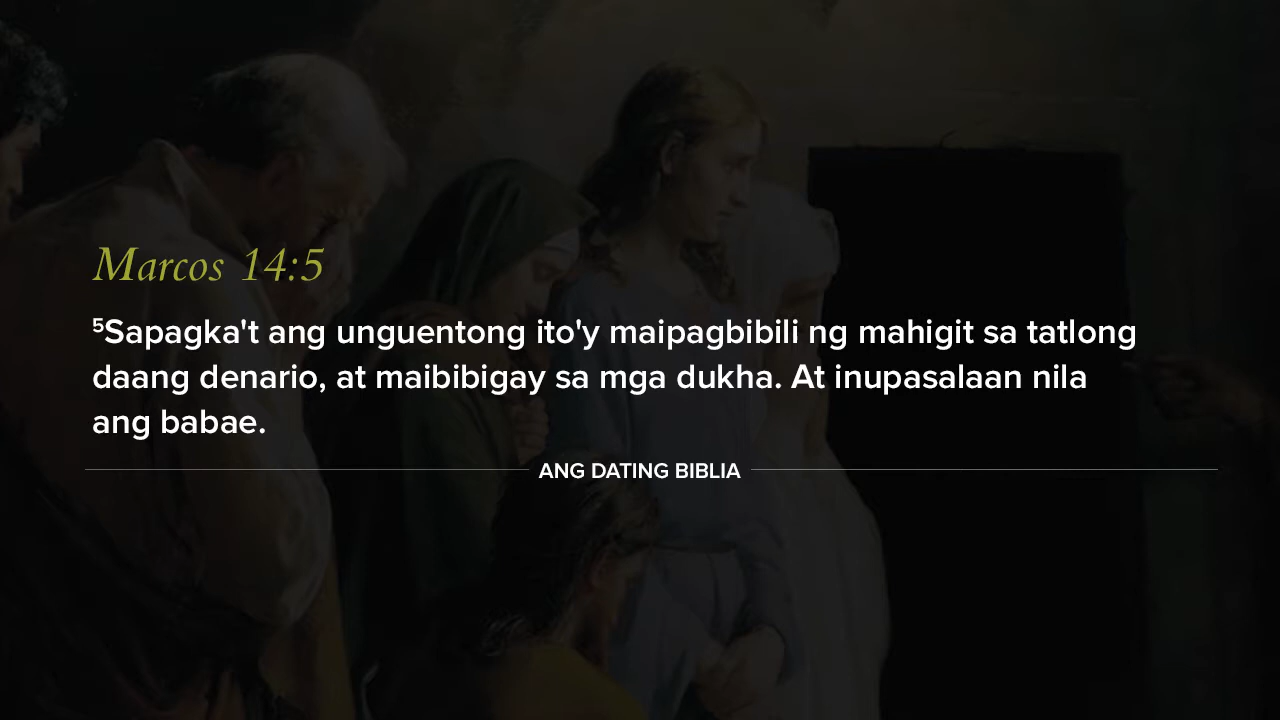 Marcos 14:5
⁵Sapagka't ang unguentong ito'y maipagbibili ng mahigit sa tatlong
daang denario, at maibibigay sa mga dukha. At inupasalaan nila
ang babae.
ANG DATING BIBLIA